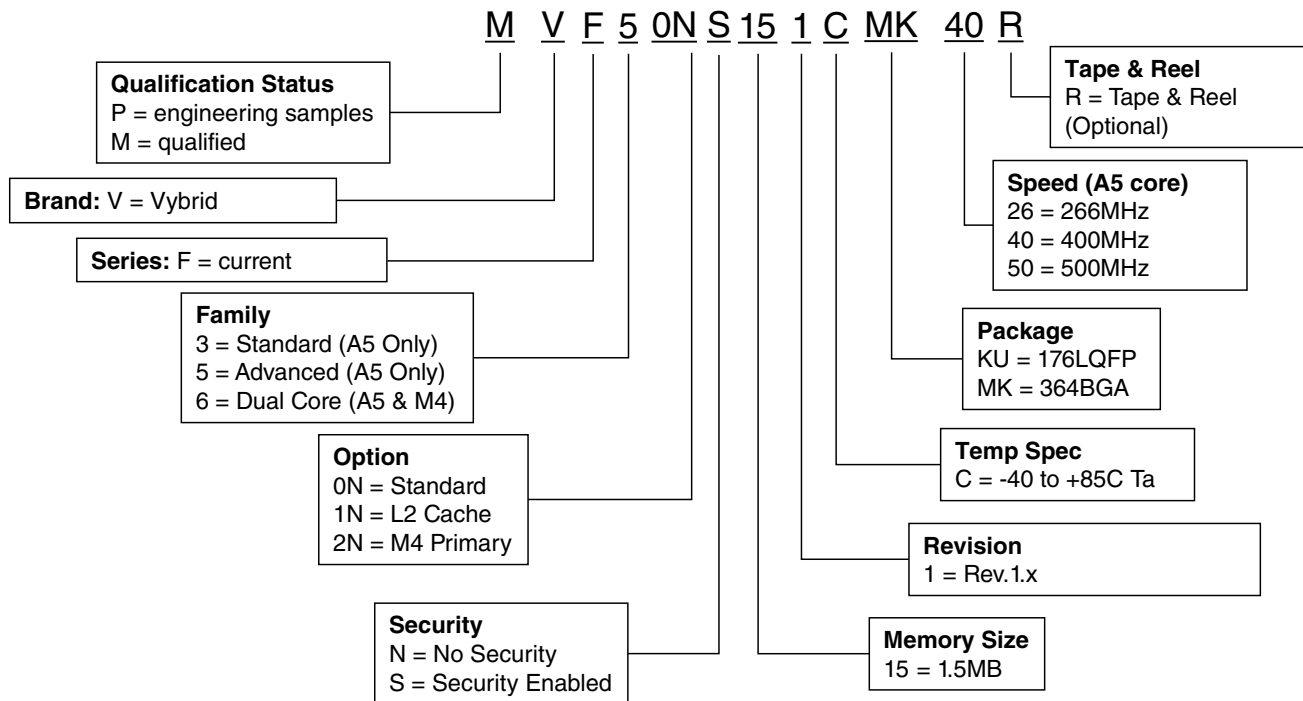 M V F 5 0N S 15 1 C MK 40 R
Qualification Status
P = engineering samples
M = qualified
Tape & Reel
R = Tape & Reel
(Optional)
Brand: V = Vybrid
Speed (A5 core)
26 = 266MHz
40 = 400MHz
50 = 500MHz
Series: F = current
Family
3 = Standard (A5 Only)
5 = Advanced (A5 Only)
6 = Dual Core (A5 & M4)
Package
KU = 176LQFP
MK = 364BGA
Option
0N = Standard
1N = L2 Cache
2N = M4 Primary
Temp Spec
C = -40 to +85C Ta
Revision
1 = Rev.1.x
Security
N = No Security
S = Security Enabled
Memory Size
15 = 1.5MB